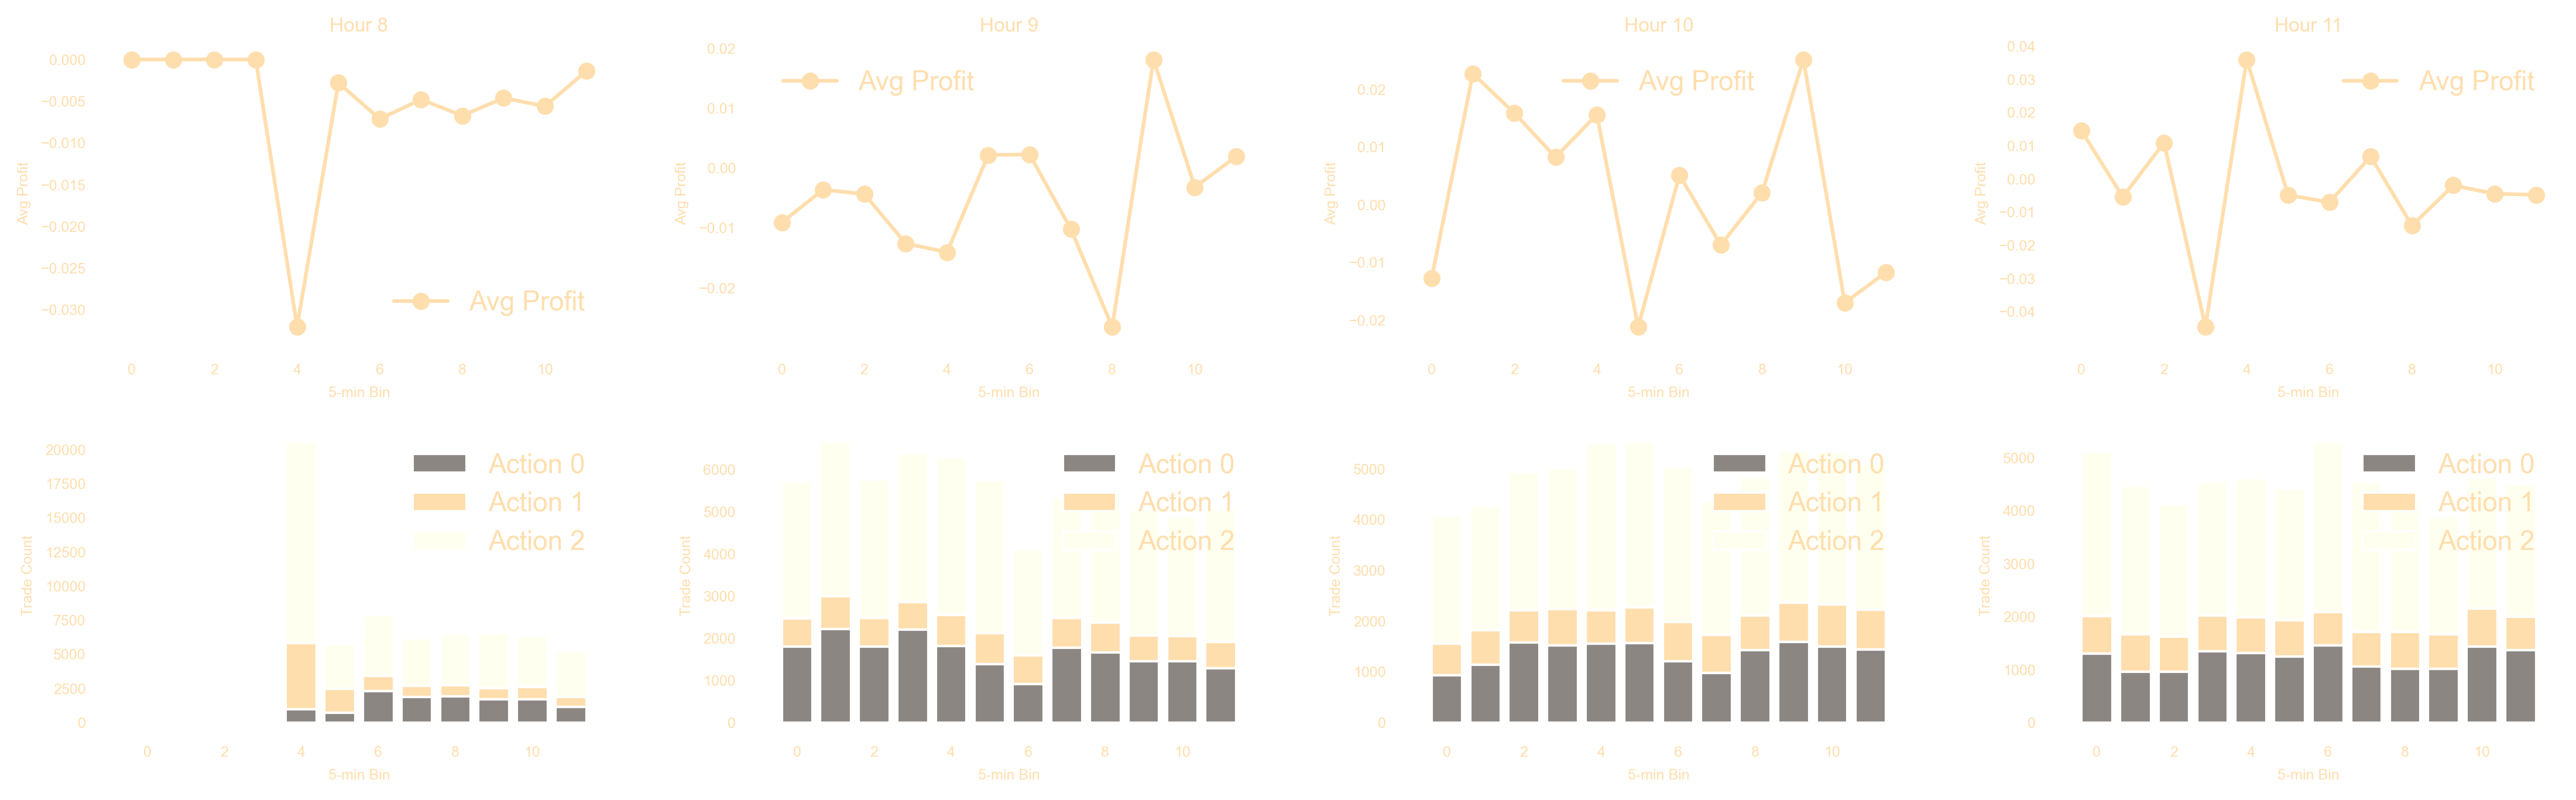 Hour 8
0.000
−0.005
−0.010
−0.015
−0.020
−0.025
−0.030
Avg Profit
Avg Profit
0 2 4 6 8 10
5-min Bin
Hour 9
0.02
0.01
0.00
−0.01
−0.02
Avg Profit
Avg Profit
0 2 4 6 8 10
5-min Bin
Hour 10
0.02
0.01
0.00
−0.01
−0.02
Avg Profit
Avg Profit
0 2 4 6 8 10
5-min Bin
Hour 11
0.04
0.03
0.02
0.01
0.00
−0.01
−0.02
−0.03
−0.04
Avg Profit
Avg Profit
0 2 4 6 8 10
5-min Bin
20000
17500
15000
12500
10000
7500
5000
2500
0
Trade Count
Action 0
Action 1
Action 2
0 2 4 6 8 10
5-min Bin
6000
5000
4000
3000
2000
1000
0
Trade Count
Action 0
Action 1
Action 2
0 2 4 6 8 10
5-min Bin
5000
4000
3000
2000
1000
0
Trade Count
Action 0
Action 1
Action 2
0 2 4 6 8 10
5-min Bin
5000
4000
3000
2000
1000
0
Trade Count
Action 0
Action 1
Action 2
0 2 4 6 8 10
5-min Bin